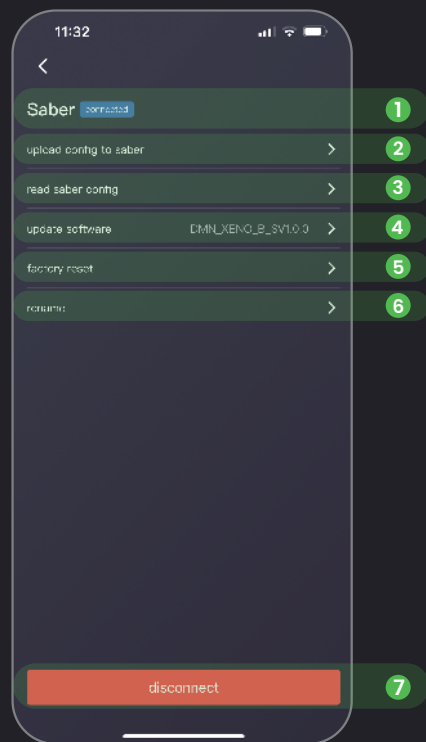 11:32
Saber connected 1
upload config to saber 2
read saber config 3
update software DMN_XENO_B_SV1.0.0 4
factory reset 5
rename 6
disconnect 7